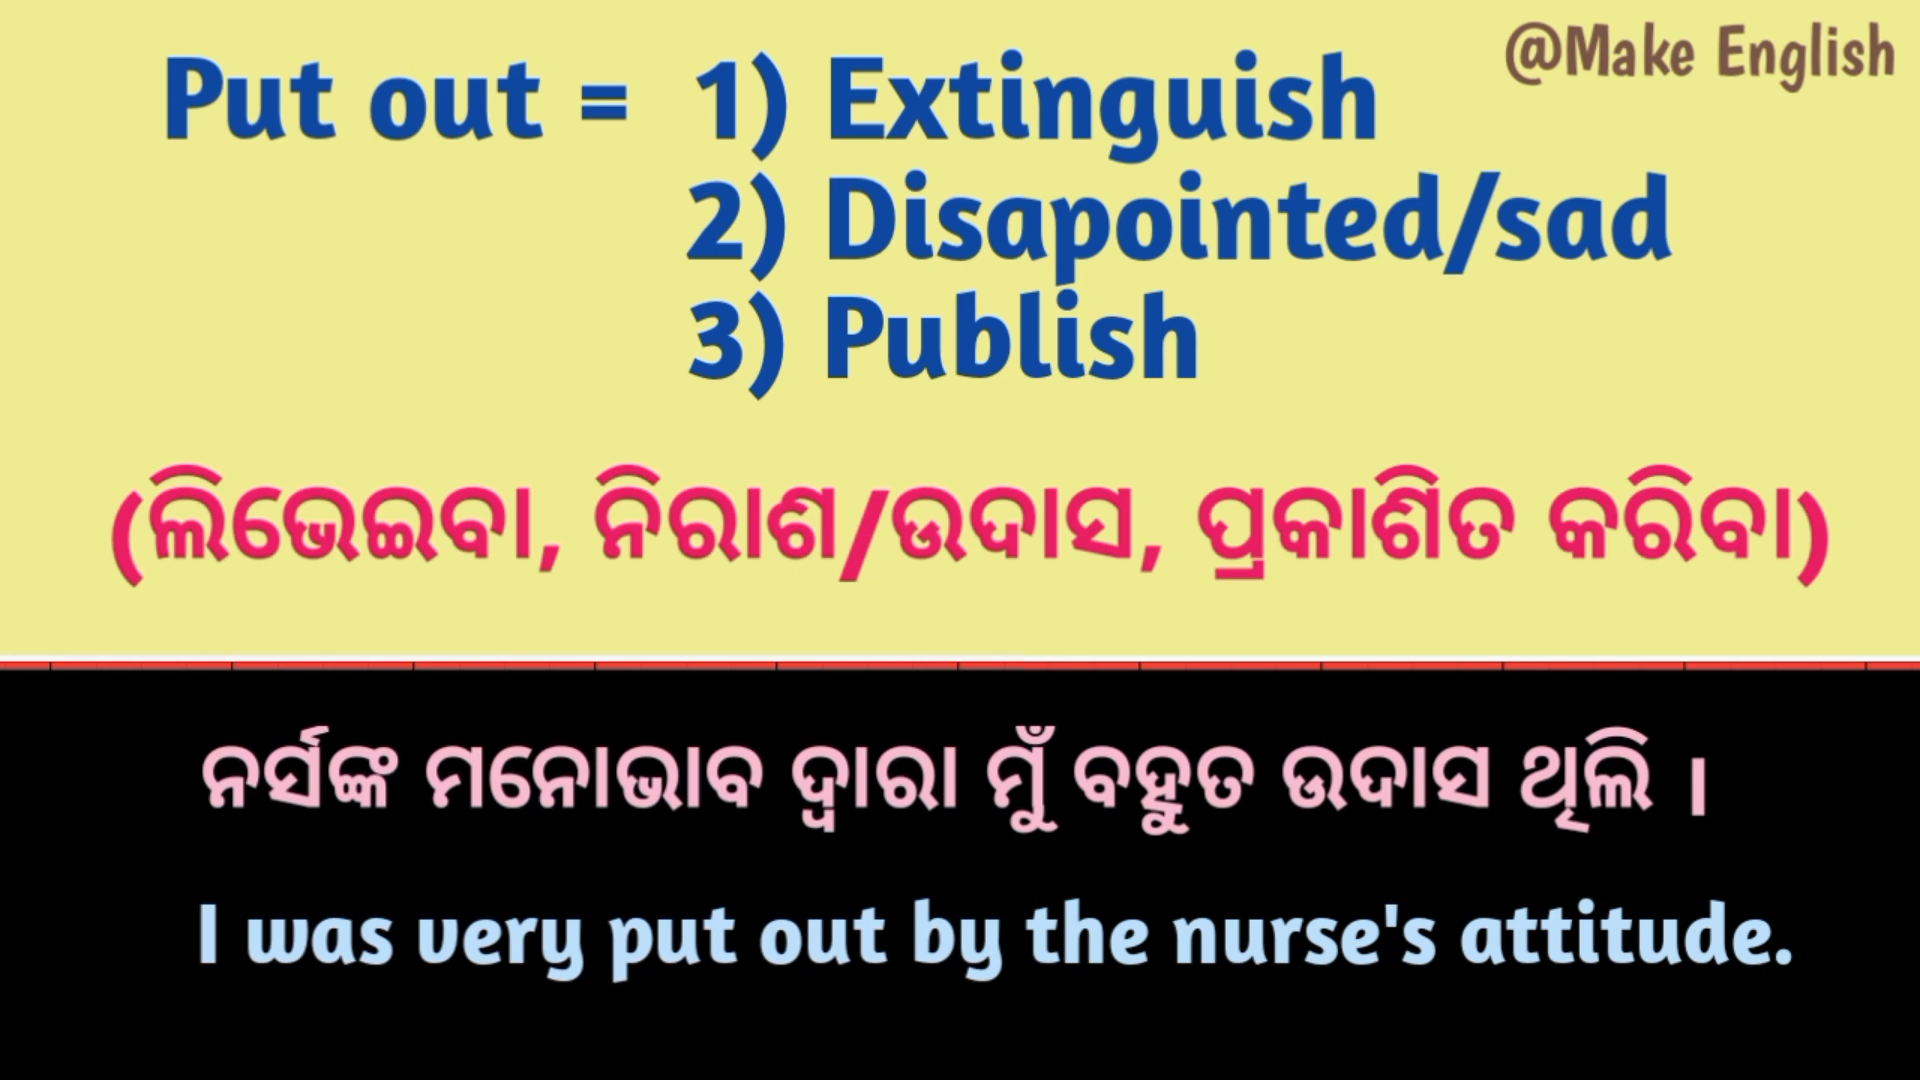 @Make English
Put out = 1) Extinguish
2) Disapointed/sad
3) Publish
(ଲିଭେଇବା, ନିରାଶ/ଉଦାସ, ପ୍ରକାଶିତ କରିବା)
ନର୍ସଙ୍କ ମନୋଭାବ ଦ୍ୱାରା ମୁଁ ବହୁତ ଉଦାସ ଥିଲି ।
I was very put out by the nurse's attitude.